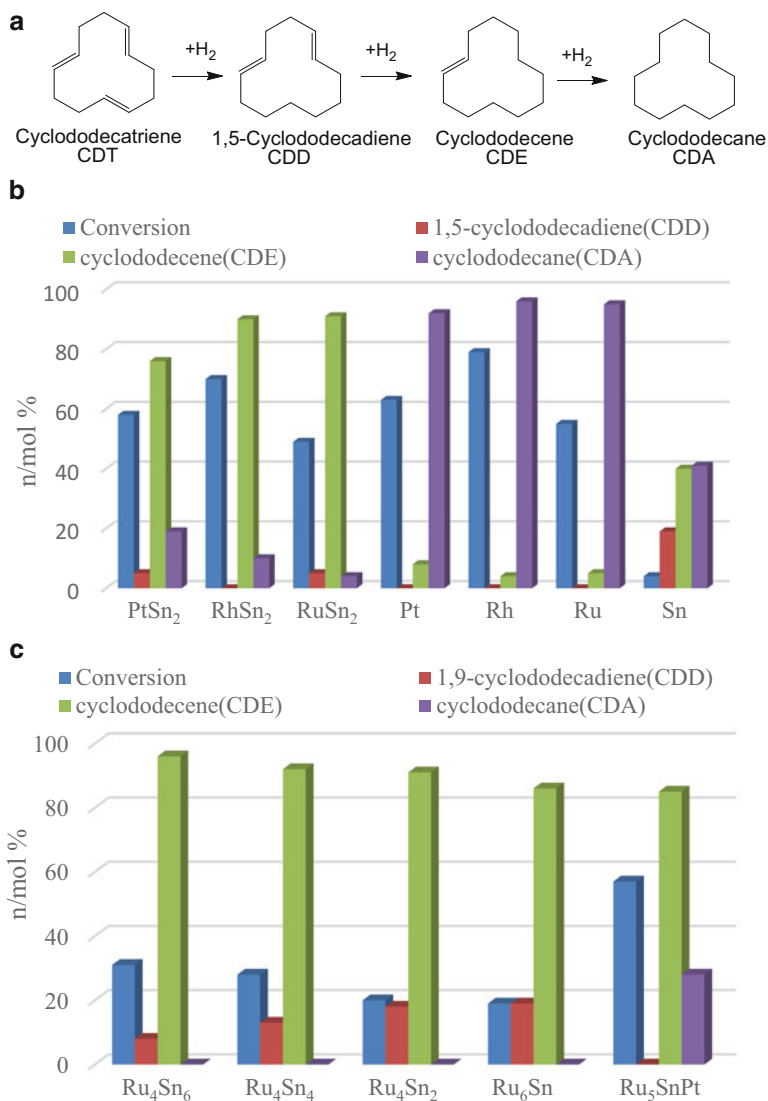 a
+H₂ +H₂ +H₂
Cyclododecatriene 1,5-Cyclododecadiene Cyclododecene Cyclododecane
CDT CDD CDE CDA
b
Conversion 1,5-cyclododecadiene(CDD)
cyclododecene(CDE) cyclododecane(CDA)
100
80
60
40
20
0
n/mol %
PtSn₂ RhSn₂ RuSn₂ Pt Rh Ru Sn
c
Conversion 1,9-cyclododecadiene(CDD)
cyclododecene(CDE) cyclododecane(CDA)
100
80
60
40
20
0
n/mol %
Ru₄Sn₆ Ru₄Sn₄ Ru₄Sn₂ Ru₆Sn Ru₅SnPt